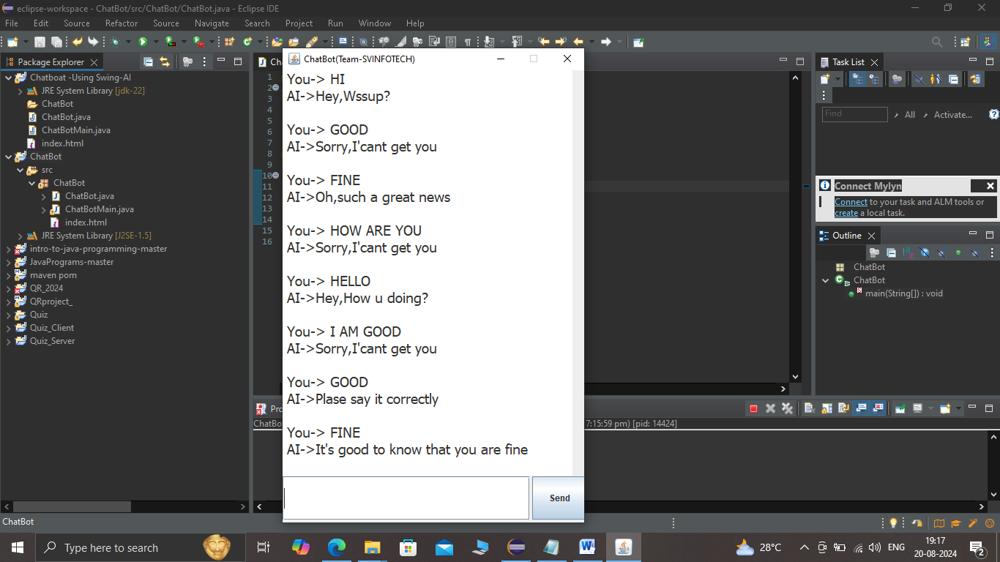 eclipse-workspace - ChatBot/src/ChatBot/ChatBot.java - Eclipse IDE
File Edit Source Refactor Source Navigate Search Project Run Window Help
Package Explorer
Chatboat -Using Swing-AI
JRE System Library [jdk-22]
ChatBot
ChatBot.java
ChatBotMain.java
index.html
ChatBot
src
ChatBot
ChatBot.java
ChatBotMain.java
index.html
JRE System Library [J2SE-1.5]
intro-to-java-programming-master
JavaPrograms-master
maven pom
QR_2024
QRproject_
Quiz
Quiz_Client
Quiz_Server
Cha
1
2
3
4
5
6
7
8
9
10
11
12
13
14
15
16
ChatBot(Team-SVINFOTECH)
You-> HI
AI->Hey,Wssup?
You-> GOOD
AI->Sorry,I'cant get you
You-> FINE
AI->Oh,such a great news
You-> HOW ARE YOU
AI->Sorry,I'cant get you
You-> HELLO
AI->Hey,How u doing?
You-> I AM GOOD
AI->Sorry,I'cant get you
You-> GOOD
AI->Plase say it correctly
You-> FINE
AI->It's good to know that you are fine
Send
Pro
ChatBo
7:15:59 pm) [pid: 14424]
Task List
Find All Activate...
Connect Mylyn
Connect to your task and ALM tools or
create a local task.
Outline
ChatBot
ChatBot
main(String[]) : void
ChatBot
Type here to search
28°C
ENG
19:17
20-08-2024
2